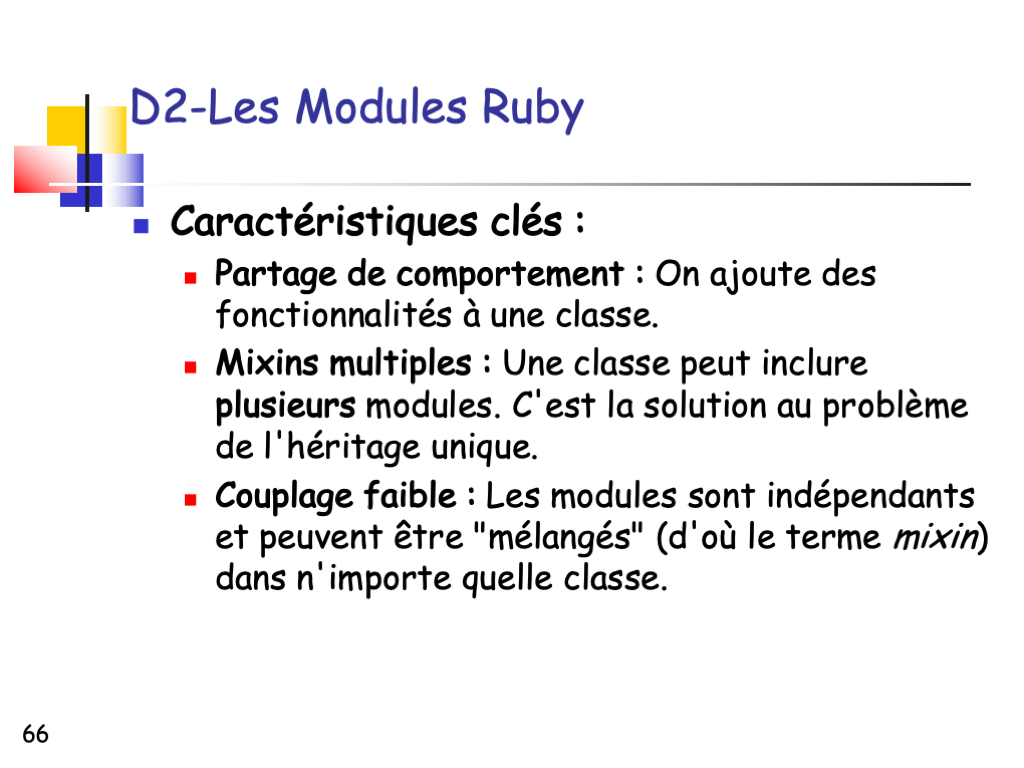 D2-Les Modules Ruby
Caractéristiques clés :
Partage de comportement : On ajoute des
fonctionnalités à une classe.
Mixins multiples : Une classe peut inclure
plusieurs modules. C'est la solution au problème
de l'héritage unique.
Couplage faible : Les modules sont indépendants
et peuvent être "mélangés" (d'où le terme mixin)
dans n'importe quelle classe.
66